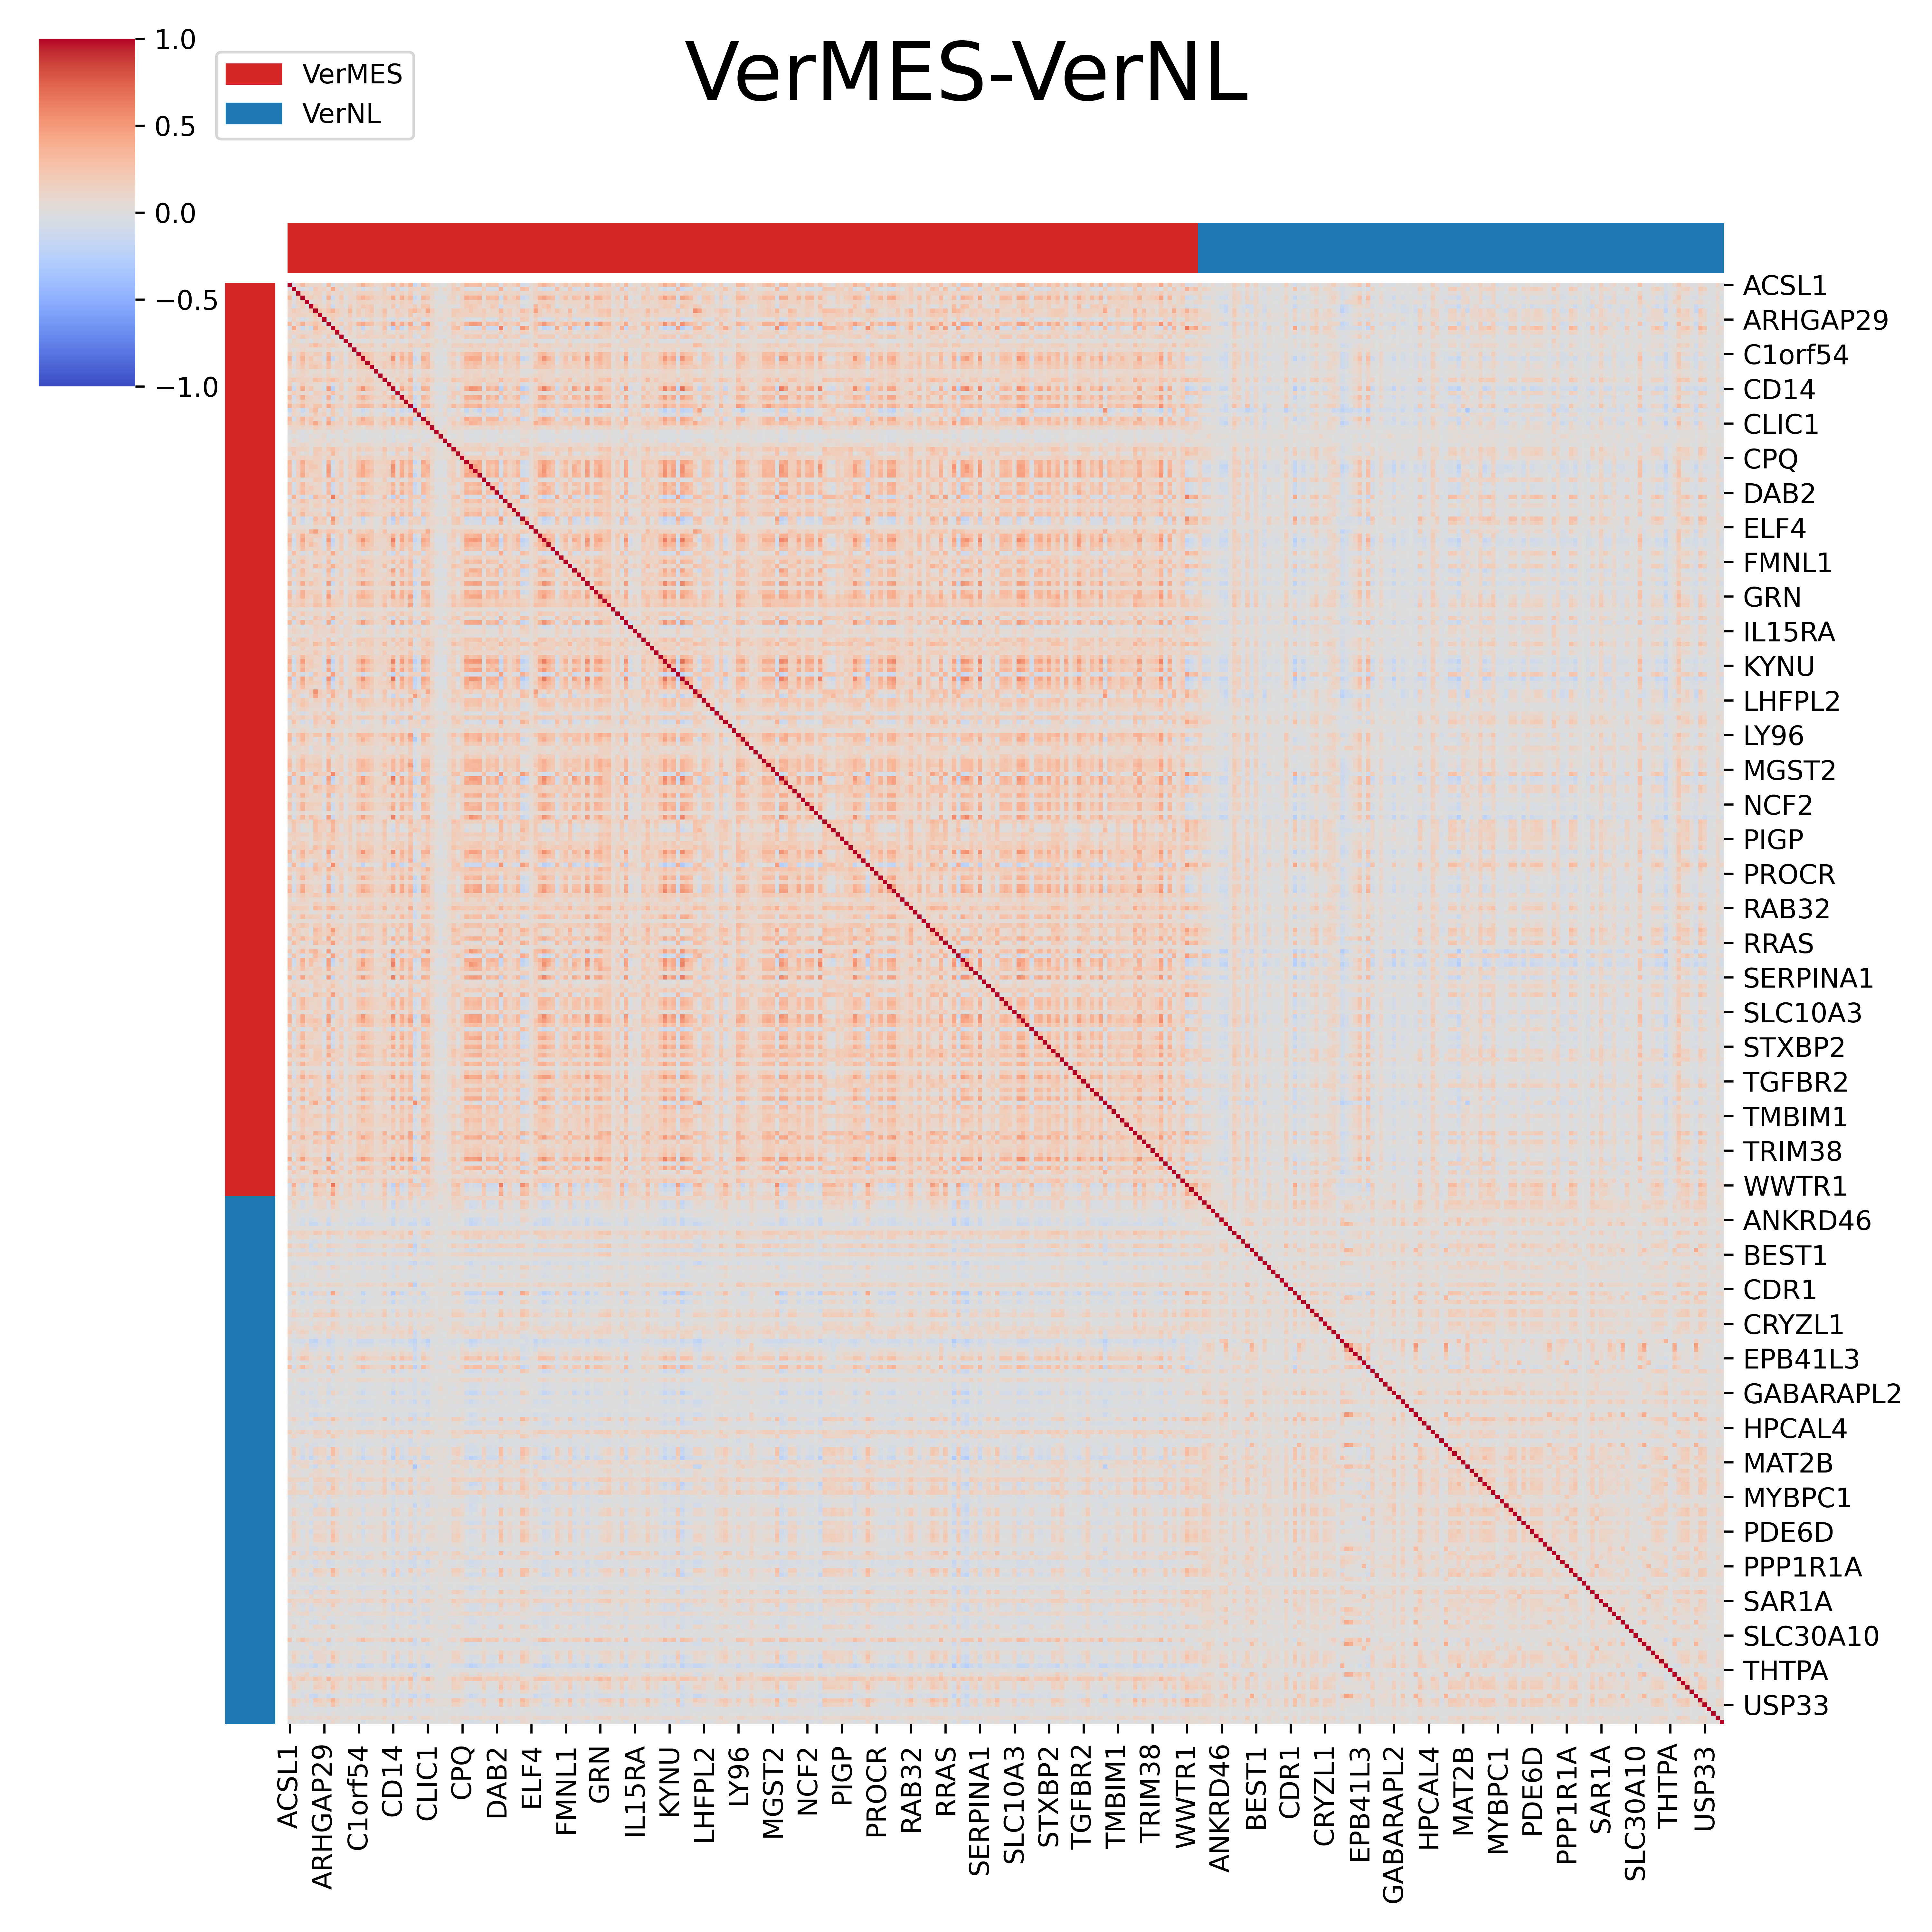 VerMES-VerNL
1.0
0.5
0.0
−0.5
−1.0
VerMES
VerNL
ACSL1
ARHGAP29
C1orf54
CD14
CLIC1
CPQ
DAB2
ELF4
FMNL1
GRN
IL15RA
KYNU
LHFPL2
LY96
MGST2
NCF2
PIGP
PROCR
RAB32
RRAS
SERPINA1
SLC10A3
STXBP2
TGFBR2
TMBIM1
TRIM38
WWTR1
ANKRD46
BEST1
CDR1
CRYZL1
EPB41L3
GABARAPL2
HPCAL4
MAT2B
MYBPC1
PDE6D
PPP1R1A
SAR1A
SLC30A10
THTPA
USP33
ACSL1
ARHGAP29
C1orf54
CD14
CLIC1
CPQ
DAB2
ELF4
FMNL1
GRN
IL15RA
KYNU
LHFPL2
LY96
MGST2
NCF2
PIGP
PROCR
RAB32
RRAS
SERPINA1
SLC10A3
STXBP2
TGFBR2
TMBIM1
TRIM38
WWTR1
ANKRD46
BEST1
CDR1
CRYZL1
EPB41L3
GABARAPL2
HPCAL4
MAT2B
MYBPC1
PDE6D
PPP1R1A
SAR1A
SLC30A10
THTPA
USP33